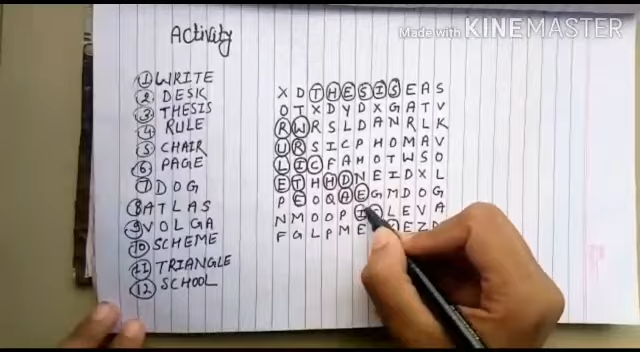 Made with KINEMASTER
Activity
1 WRITE
2 DESK
3 THESIS
4 RULE
5 CHAIR
6 PAGE
7 DOG
8 ATLAS
9 VOLGA
10 SCHEME
11 TRIANGLE
12 SCHOOL
X D T H E S I S E A S
O T X D Y D X G A T V
R W R S L D A N R L K
U R S I C P H O M A V
L I C F A H O T W S O
E T H H D N E I D X L
P E O Q A E G M D O G
N M O O P I L E V A
F G L P M E E Z